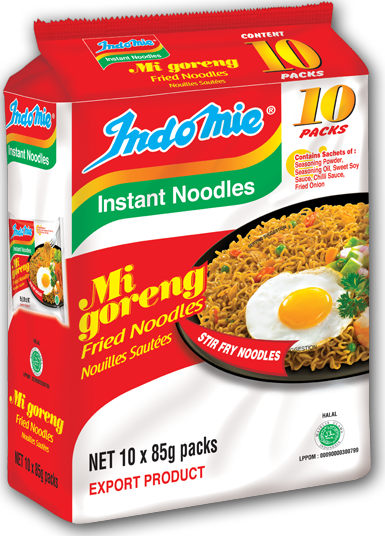 Indomie
Instant Noodles
Mi goreng
Fried Noodles
Nouilles Sautées
CONTENT
10
PACKS
Indomie®
Instant Noodles
10
PACKS
Contains Sachets of :
Seasoning Powder,
Seasoning Oil, Sweet Soy
Sauce, Chilli Sauce,
Fried Onion
Mi
goreng
Fried Noodles
Nouilles Sautées
STIR FRY NOODLES
NET 10 x 85g packs
EXPORT PRODUCT
HALAL
LPPOM : 00090000300799
Indomie
Instant Noodles
HALAL
Mi goreng
Fried Noodles
Nouilles Sautées
NET 10 x 85g packs